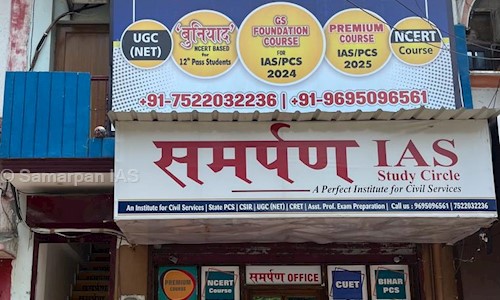 UGC
(NET)
'बुनियाद'
NCERT BASED
FOR
12th Pass Students
GS
FOUNDATION
COURSE
FOR
IAS/PCS
2024
PREMIUM
COURSE
IAS/PCS
2025
NCERT
Course
+91-7522032236 | +91-9695096561
समर्पण IAS
Study Circle
A Perfect Institute for Civil Services
An Institute for Civil Services | State PCS | CSIR | UGC (NET) | CRET | Asst. Prof. Exam Preparation | Call us : 9695096561 | 7522032236
© Samarpan IAS
PREMIUM
COURSE
NCERT
Course
समर्पण OFFICE
CUET
BIHAR
PCS